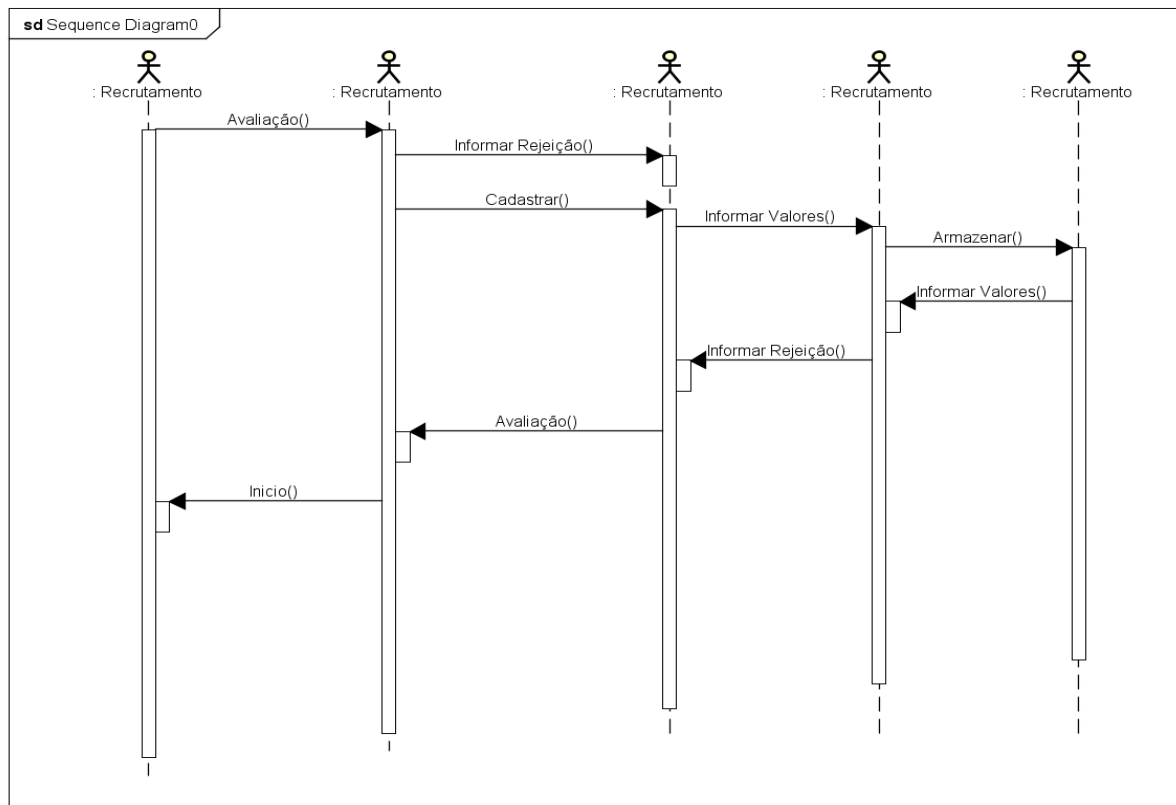 sd Sequence Diagram0
: Recrutamento
: Recrutamento
: Recrutamento
: Recrutamento
: Recrutamento
Avaliação()
Informar Rejeição()
Cadastrar()
Informar Valores()
Armazenar()
Informar Valores()
Informar Rejeição()
Avaliação()
Inicio()